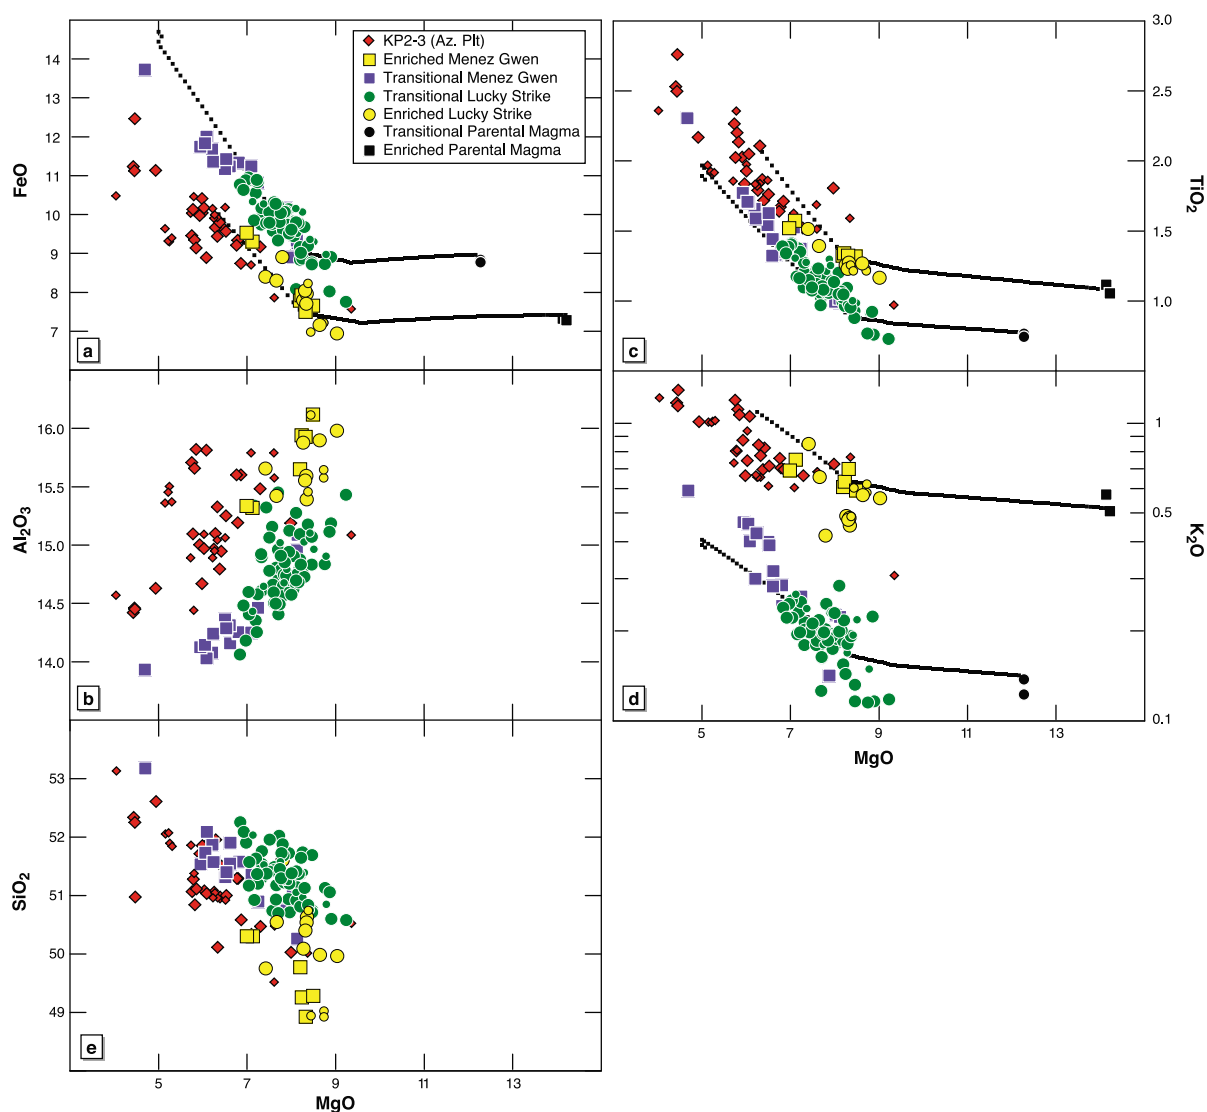 14
13
12
11
10
9
8
7
FeO
a
KP2-3 (Az. Plt)
Enriched Menez Gwen
Transitional Menez Gwen
Transitional Lucky Strike
Enriched Lucky Strike
Transitional Parental Magma
Enriched Parental Magma
3.0
2.5
2.0
1.5
1.0
TiO2
c
16.0
15.5
15.0
14.5
14.0
Al2O3
b
1
0.5
0.1
K2O
d
5
7
9
11
13
MgO
53
52
51
50
49
SiO2
e
5
7
9
11
13
MgO